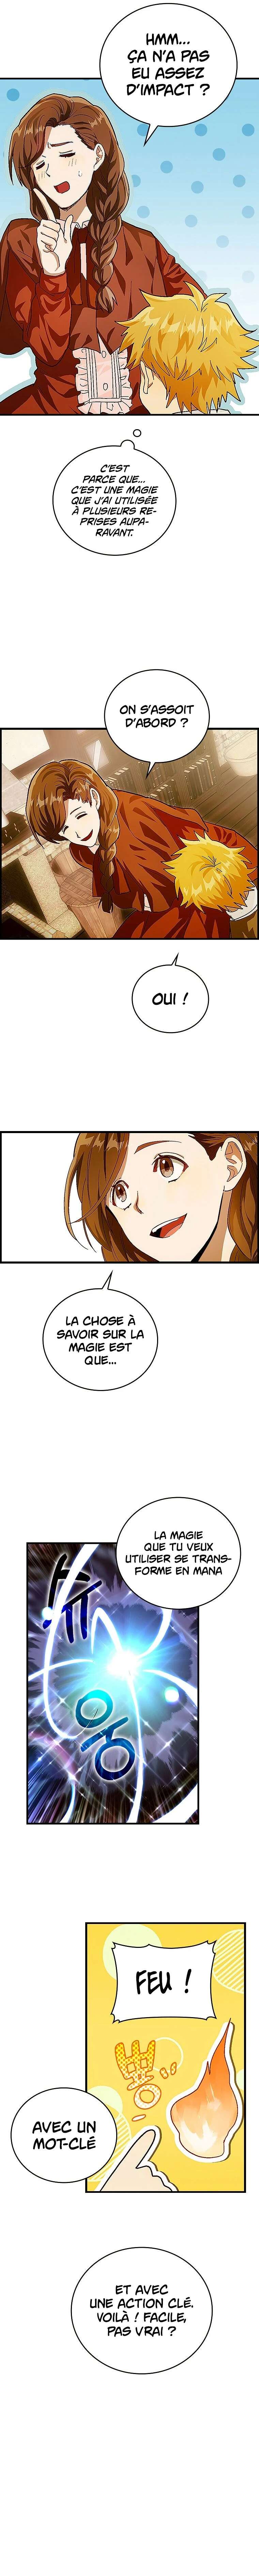 HMM...
ÇA N'A PAS
EU ASSEZ
D'IMPACT ?
C'EST
PARCE QUE...
C'EST UNE MAGIE
QUE J'AI UTILISÉE
À PLUSIEURS RE-
PRISES AUPA-
RAVANT.
ON S'ASSOIT
D'ABORD ?
OUI !
LA CHOSE À
SAVOIR SUR LA
MAGIE EST
QUE...
LA MAGIE
QUE TU VEUX
UTILISER SE TRANS-
FORME EN MANA
슈
웅
FEU !
뿅
AVEC UN
MOT-CLÉ
ET AVEC
UNE ACTION CLÉ.
VOILÀ ! FACILE,
PAS VRAI ?